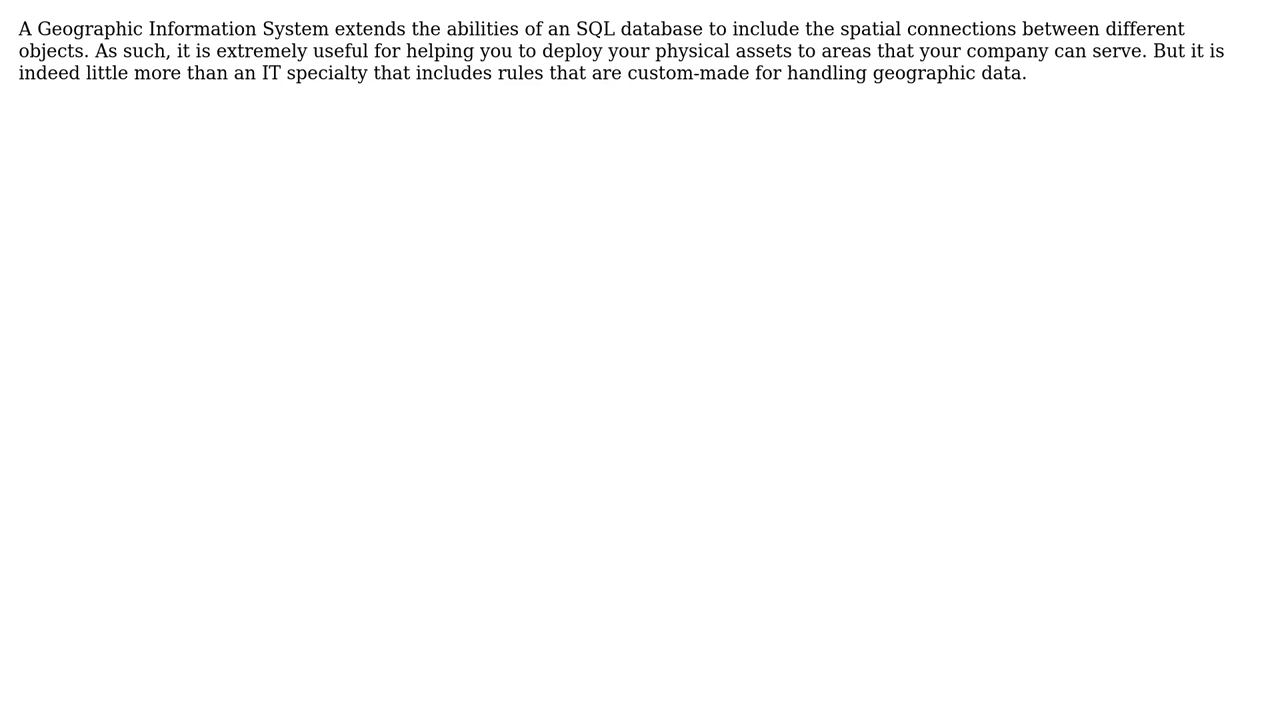 A Geographic Information System extends the abilities of an SQL database to include the spatial connections between different
objects. As such, it is extremely useful for helping you to deploy your physical assets to areas that your company can serve. But it is
indeed little more than an IT specialty that includes rules that are custom-made for handling geographic data.